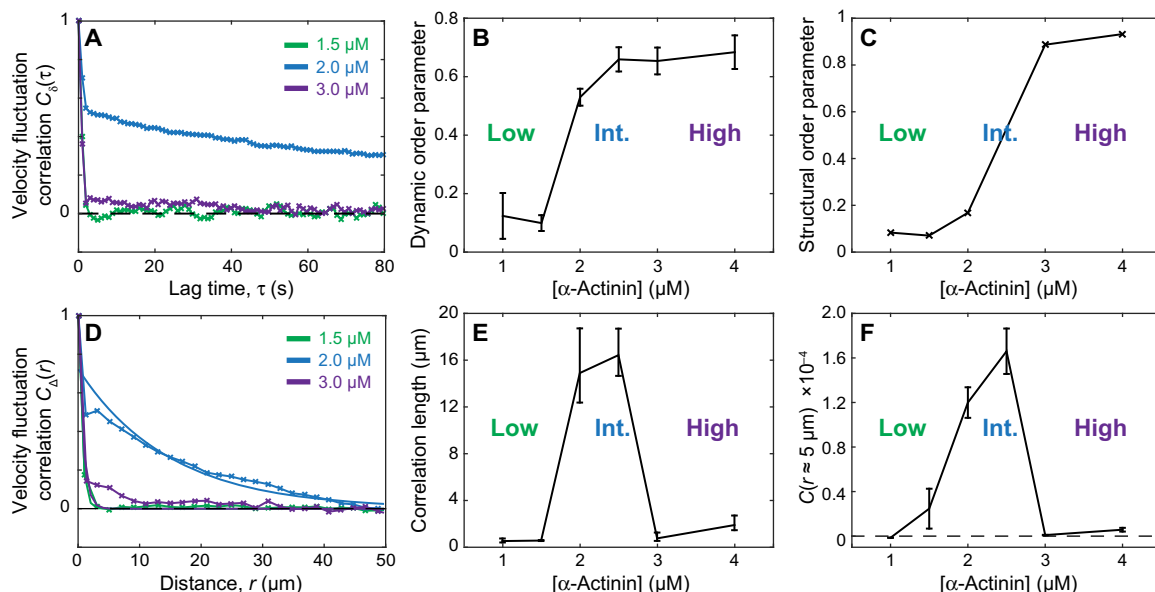 A
1.5 µM
2.0 µM
3.0 µM
Velocity fluctuation
correlation Cδ(τ)
1
0
0
20
40
60
80
Lag time, τ (s)
B
Dynamic order parameter
0.8
0.6
0.4
0.2
0
Low
Int.
High
1
2
3
4
[α-Actinin] (µM)
C
Structural order parameter
1
0.8
0.6
0.4
0.2
0
Low
Int.
High
1
2
3
4
[α-Actinin] (µM)
D
1.5 µM
2.0 µM
3.0 µM
Velocity fluctuation
correlation CΔ(r)
1
0
0
10
20
30
40
50
Distance, r (µm)
E
Correlation length (µm)
20
16
12
8
4
0
Low
Int.
High
1
2
3
4
[α-Actinin] (µM)
F
C(r ≈ 5 µm) ×10⁻⁴
2.0
1.6
1.2
0.8
0.4
0
Low
Int.
High
1
2
3
4
[α-Actinin] (µM)